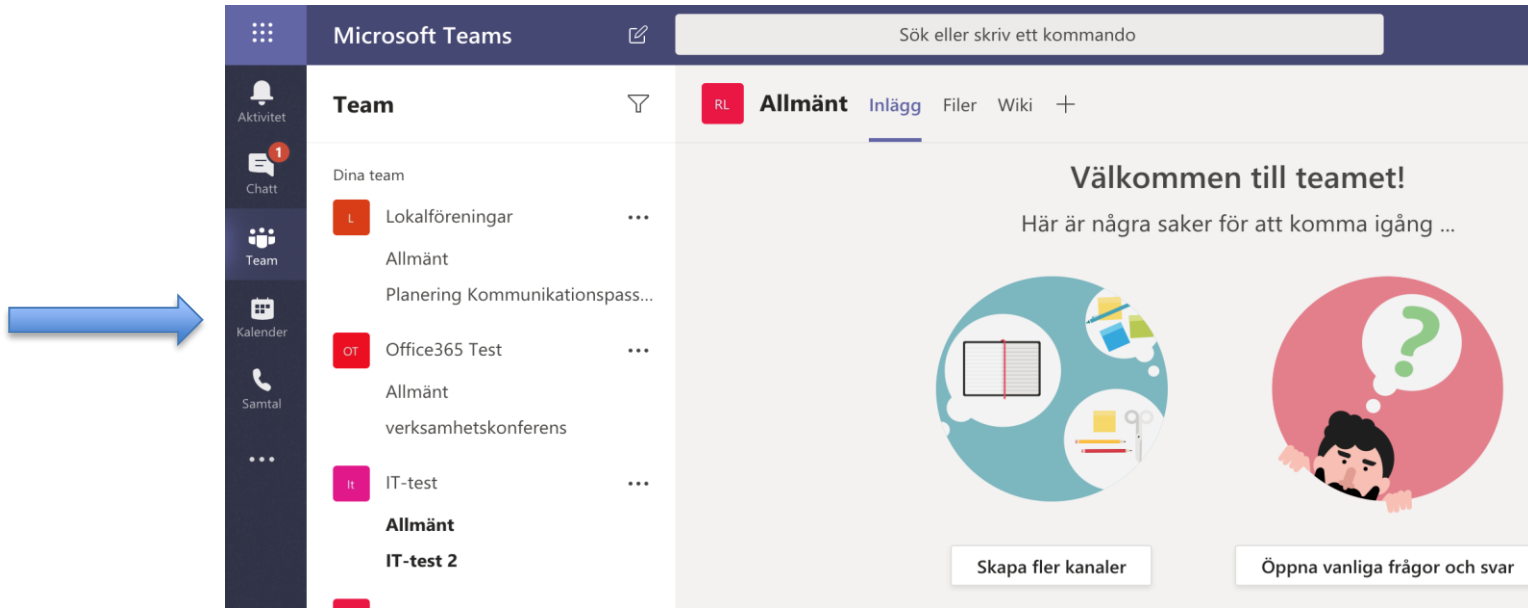 Microsoft Teams
Sök eller skriv ett kommando
Aktivitet
1
Chatt
Team
Kalender
Samtal
Team
Dina team
L Lokalföreningar
Allmänt
Planering Kommunikationspass...
OT Office365 Test
Allmänt
verksamhetskonferens
It IT-test
Allmänt
IT-test 2
RL Allmänt Inlägg Filer Wiki
Välkommen till teamet!
Här är några saker för att komma igång ...
Skapa fler kanaler
Öppna vanliga frågor och svar